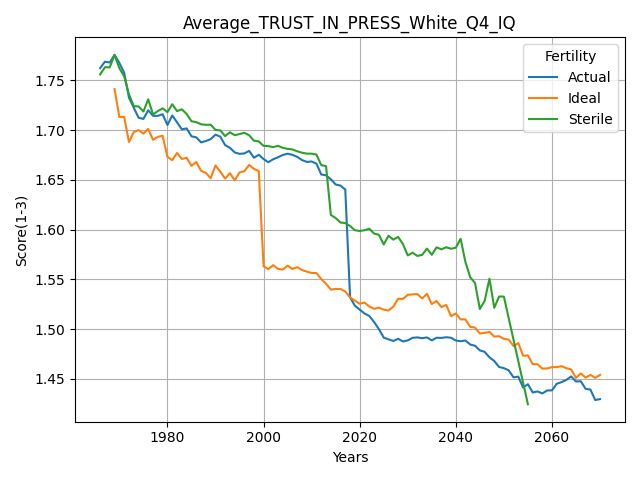 Average_TRUST_IN_PRESS_White_Q4_IQ
Fertility
Actual
Ideal
Sterile
Score(1-3)
1.75
1.70
1.65
1.60
1.55
1.50
1.45
1980
2000
2020
2040
2060
Years